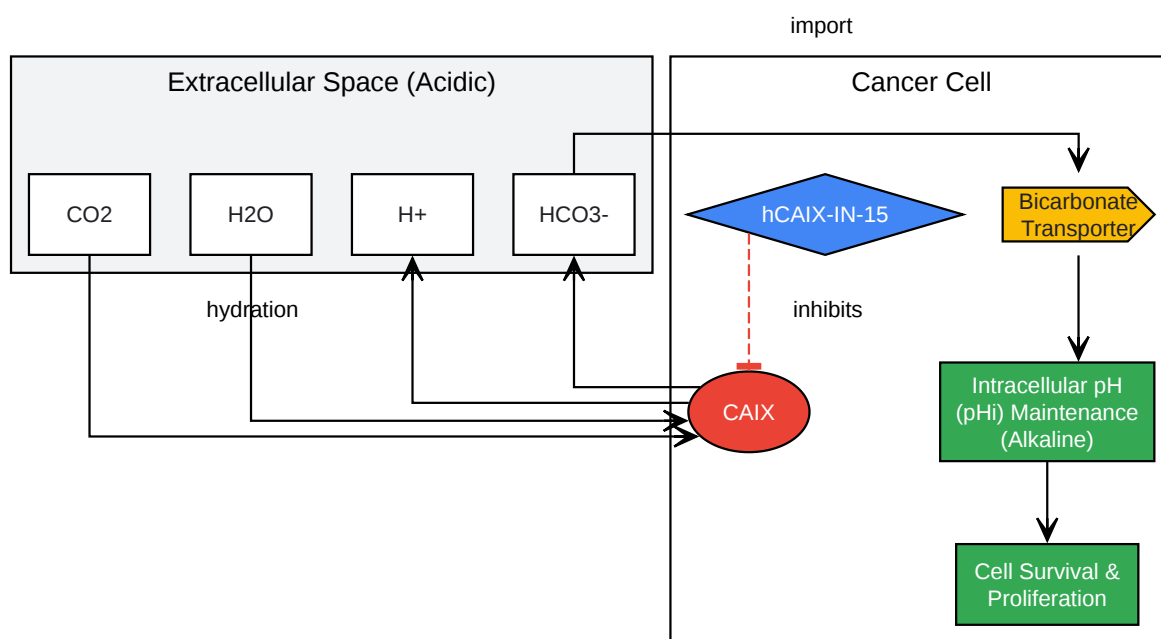 import
Extracellular Space (Acidic)
Cancer Cell
CO2
H2O
H+
HCO3-
hCAIX-IN-15
Bicarbonate
Transporter
hydration
inhibits
CAIX
Intracellular pH
(pHi) Maintenance
(Alkaline)
Cell Survival &
Proliferation